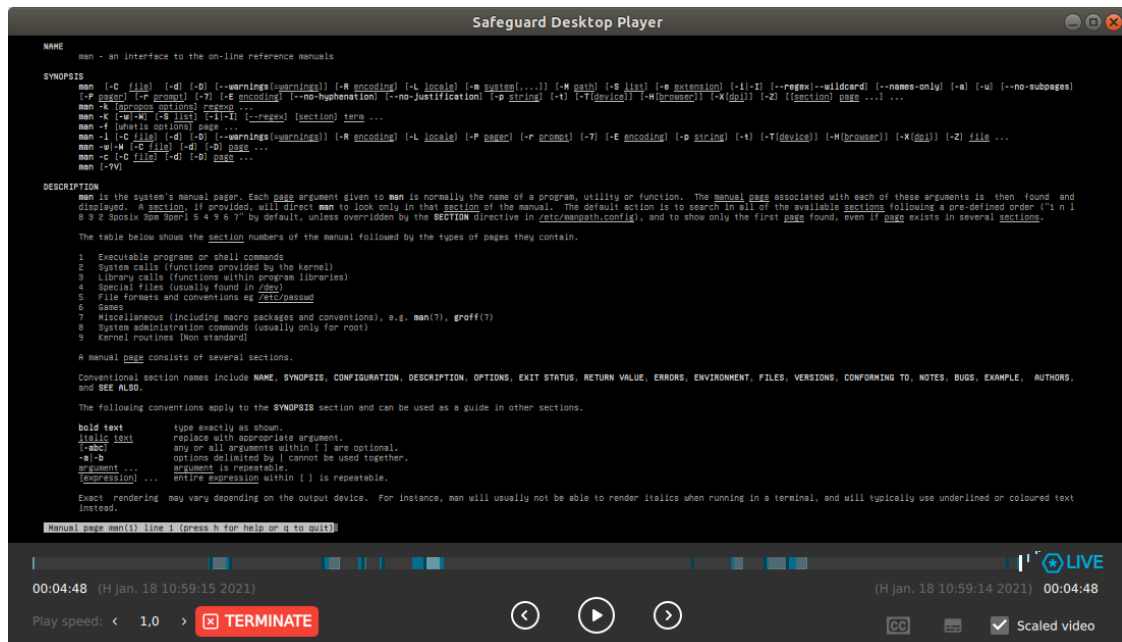 Safeguard Desktop Player
NAME
man - an interface to the on-line reference manuals
SYNOPSIS
man [-C file] [-d] [-D] [--warnings[=warnings]] [-R encoding] [-L locale] [-m system[,...]] [-M path] [-S list] [-e extension] [-i|-I] [--regex|--wildcard] [--names-only] [-a] [-u] [--no-subpages]
[-P pager] [-r prompt] [-7] [-E encoding] [--no-hyphenation] [--no-justification] [-p string] [-t] [-T[device]] [-H[browser]] [-X[dpi]] [-Z] [[section] page ...] ...
man -k [apropos options] regexp ...
man -K [-w|-W] [-S list] [-i|-I] [--regex] [section] term ...
man -f [whatis options] page ...
man -l [-C file] [-d] [-D] [--warnings[=warnings]] [-R encoding] [-L locale] [-P pager] [-r prompt] [-7] [-E encoding] [-p string] [-t] [-T[device]] [-H[browser]] [-X[dpi]] [-Z] file ...
man -w|-W [-C file] [-d] [-D] page ...
man -c [-C file] [-d] [-D] page ...
man [-?V]
DESCRIPTION
man is the system's manual pager. Each page argument given to man is normally the name of a program, utility or function. The manual page associated with each of these arguments is then found and
displayed. A section, if provided, will direct man to look only in that section of the manual. The default action is to search in all of the available sections following a pre-defined order ("1 n l
8 3 2 3posix 3pm 3perl 5 4 9 6 7" by default, unless overridden by the SECTION directive in /etc/manpath.config), and to show only the first page found, even if page exists in several sections.
The table below shows the section numbers of the manual followed by the types of pages they contain.
1 Executable programs or shell commands
2 System calls (functions provided by the kernel)
3 Library calls (functions within program libraries)
4 Special files (usually found in /dev)
5 File formats and conventions eg /etc/passwd
6 Games
7 Miscellaneous (including macro packages and conventions), e.g. man(7), groff(7)
8 System administration commands (usually only for root)
9 Kernel routines [Non standard]
A manual page consists of several sections.
Conventional section names include NAME, SYNOPSIS, CONFIGURATION, DESCRIPTION, OPTIONS, EXIT STATUS, RETURN VALUE, ERRORS, ENVIRONMENT, FILES, VERSIONS, CONFORMING TO, NOTES, BUGS, EXAMPLE, AUTHORS,
and SEE ALSO.
The following conventions apply to the SYNOPSIS section and can be used as a guide in other sections.
bold text type exactly as shown.
italic text replace with appropriate argument.
[-abc] any or all arguments within [ ] are optional.
-a|-b options delimited by | cannot be used together.
argument ... argument is repeatable.
[expression] ... entire expression within [ ] is repeatable.
Exact rendering may vary depending on the output device. For instance, man will usually not be able to render italics when running in a terminal, and will typically use underlined or coloured text
instead.
Manual page man(1) line 1 (press h for help or q to quit)
LIVE
00:04:48 (H jan. 18 10:59:15 2021) (H jan. 18 10:59:14 2021) 00:04:48
Play speed: 1,0 TERMINATE CC Scaled video